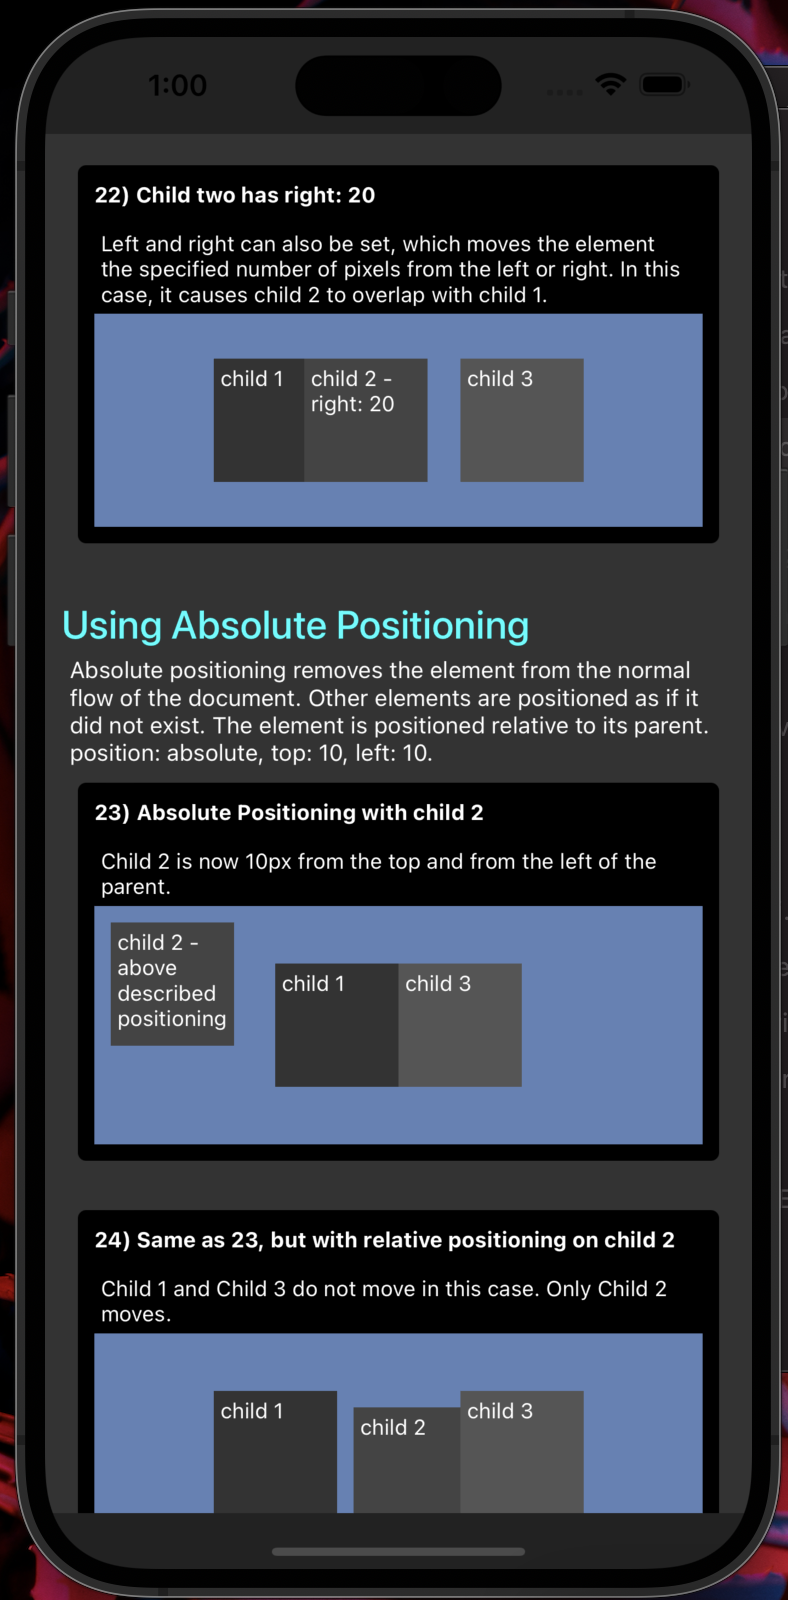 1:00
22) Child two has right: 20
Left and right can also be set, which moves the element
the specified number of pixels from the left or right. In this
case, it causes child 2 to overlap with child 1.
child 1
child 2 -
right: 20
child 3
Using Absolute Positioning
Absolute positioning removes the element from the normal
flow of the document. Other elements are positioned as if it
did not exist. The element is positioned relative to its parent.
position: absolute, top: 10, left: 10.
23) Absolute Positioning with child 2
Child 2 is now 10px from the top and from the left of the
parent.
child 2 -
above
described
positioning
child 1
child 3
24) Same as 23, but with relative positioning on child 2
Child 1 and Child 3 do not move in this case. Only Child 2
moves.
child 1
child 2
child 3